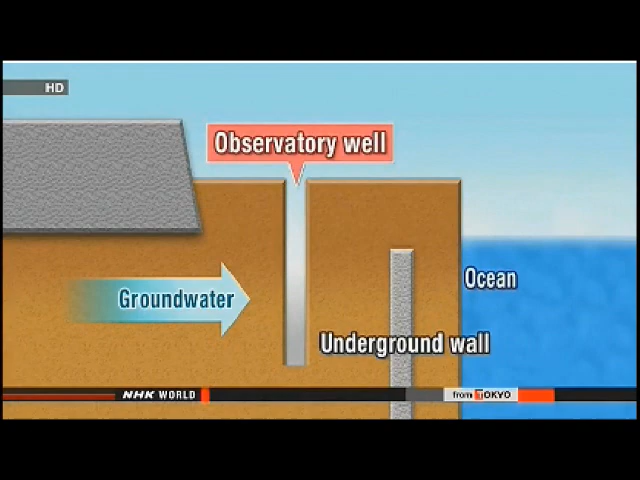 HD
Observatory well
Groundwater
Ocean
Underground wall
NHK WORLD
from TOKYO